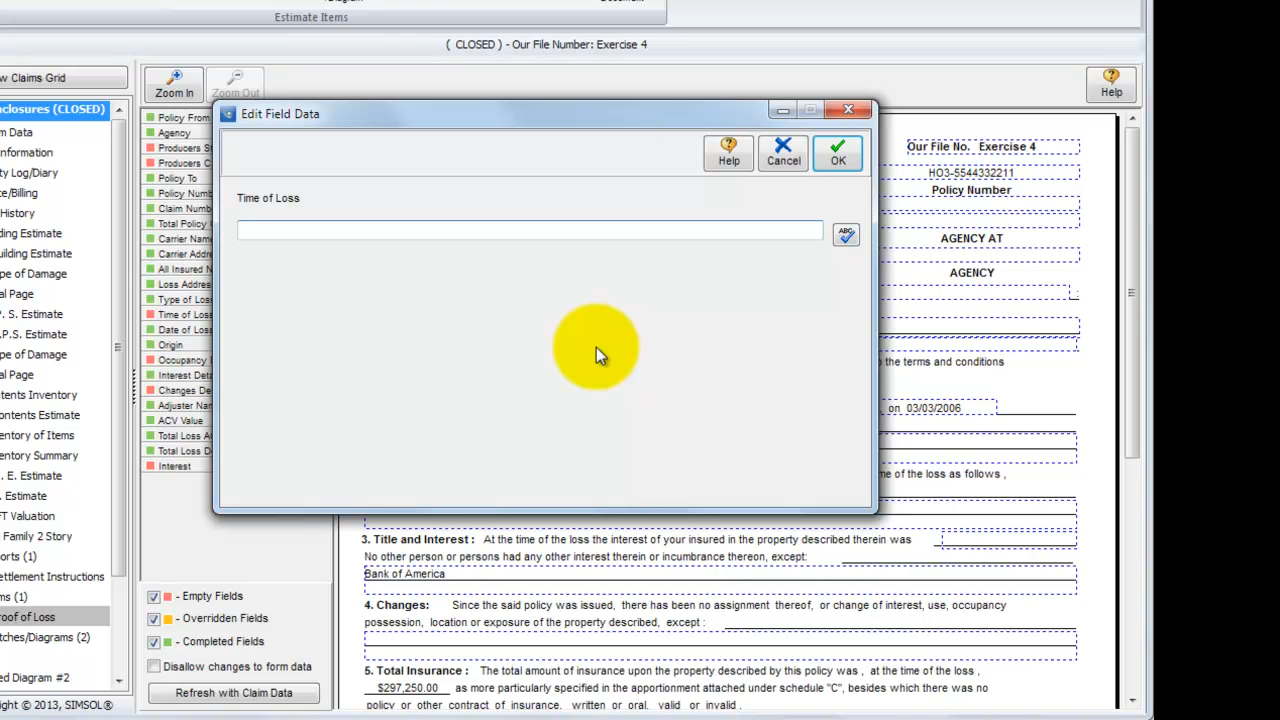 Estimate Items
( CLOSED ) - Our File Number: Exercise 4
w Claims Grid
Zoom In
Zoom Out
Help
nclosures (CLOSED)
m Data
Information
ity Log/Diary
te/Billing
History
ding Estimate
uilding Estimate
pe of Damage
al Page
. S. Estimate
.P.S. Estimate
pe of Damage
al Page
tents Inventory
ontents Estimate
entory of Items
entory Summary
. E. Estimate
. Estimate
FT Valuation
Family 2 Story
orts (1)
ettlement Instructions
ms (1)
roof of Loss
tches/Diagrams (2)
ed Diagram #2
ight © 2013, SIMSOL®
Policy From
Agency
Producers S
Producers C
Policy To
Policy Numb
Claim Numb
Total Policy
Carrier Name
Carrier Addr
All Insured N
Loss Addres
Type of Loss
Time of Loss
Date of Loss
Origin
Occupancy
Interest Deta
Changes De
Adjuster Nam
ACV Value
Total Loss A
Total Loss D
Interest
- Empty Fields
- Overridden Fields
- Completed Fields
Disallow changes to form data
Refresh with Claim Data
Edit Field Data
Help
Cancel
OK
Time of Loss
ABC
Our File No. Exercise 4
HO3-5544332211
Policy Number
AGENCY AT
AGENCY
o the terms and conditions
, on 03/03/2006
me of the loss as follows ,
3. Title and Interest : At the time of the loss the interest of your insured in the property described therein was
No other person or persons had any other interest therein or incumbrance thereon, except:
Bank of America
4. Changes: Since the said policy was issued, there has been no assignment thereof, or change of interest, use, occupancy
possession, location or exposure of the property described, except :
5. Total Insurance : The total amount of insurance upon the property described by this policy was , at the time of the loss ,
$297,250.00 as more particularly specified in the apportionment attached under schedule "C", besides which there was no
policy or other contract of insurance, written or oral, valid or invalid .